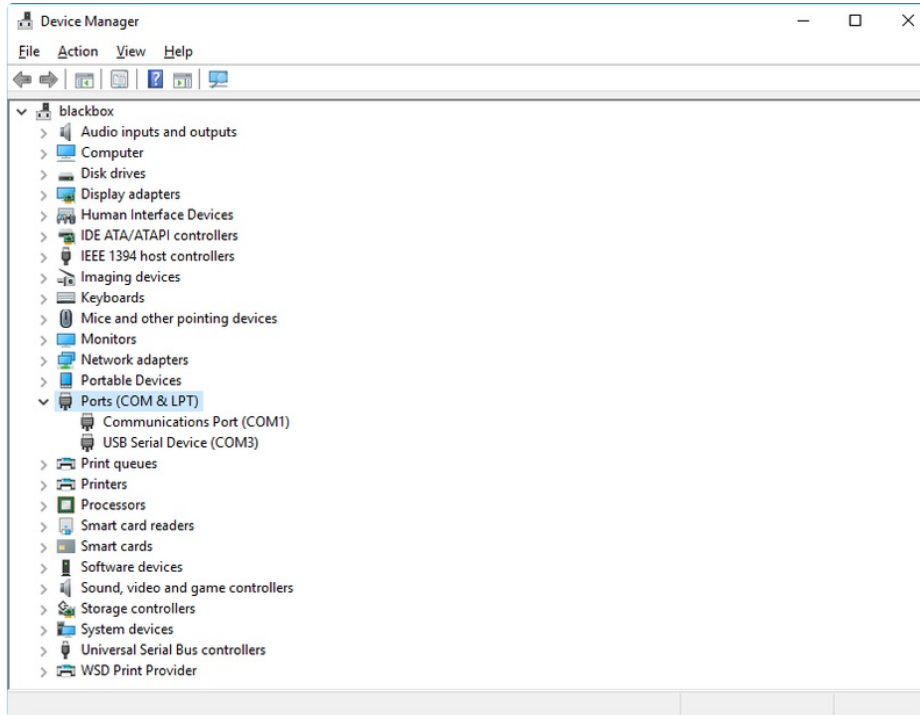 Device Manager
File Action View Help
blackbox
Audio inputs and outputs
Computer
Disk drives
Display adapters
Human Interface Devices
IDE ATA/ATAPI controllers
IEEE 1394 host controllers
Imaging devices
Keyboards
Mice and other pointing devices
Monitors
Network adapters
Portable Devices
Ports (COM & LPT)
Communications Port (COM1)
USB Serial Device (COM3)
Print queues
Printers
Processors
Smart card readers
Smart cards
Software devices
Sound, video and game controllers
Storage controllers
System devices
Universal Serial Bus controllers
WSD Print Provider